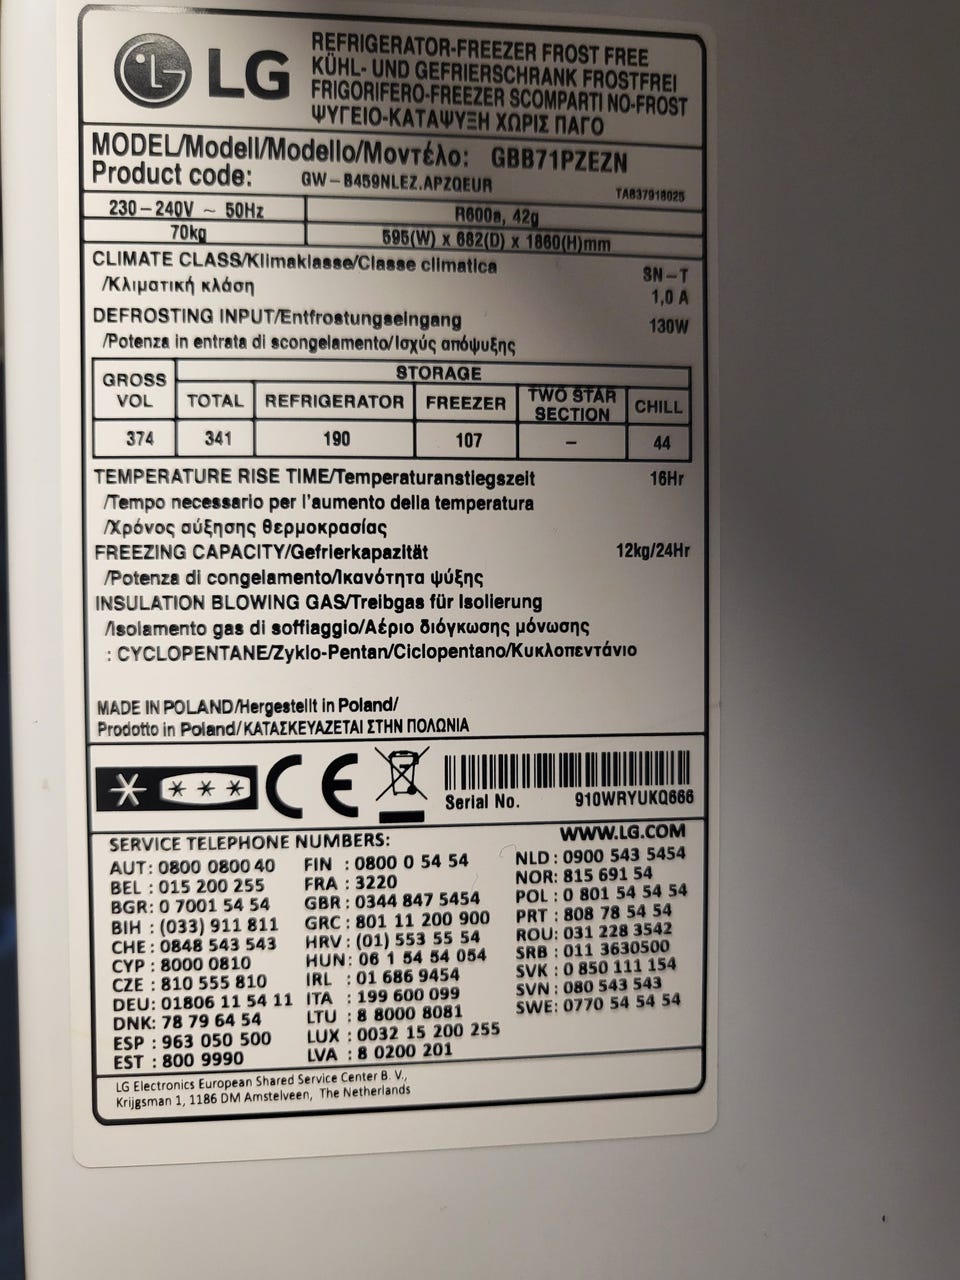 LG
REFRIGERATOR-FREEZER FROST FREE
KÜHL- UND GEFRIERSCHRANK FROSTFREI
FRIGORIFERO-FREEZER SCOMPARTI NO-FROST
ΨΥΓΕΙΟ-ΚΑΤΑΨΥΞΗ ΧΩΡΙΣ ΠΑΓΟ
MODEL/Modell/Modello/Μοντέλο: GBB71PZEZN
Product code: GW-B459NLEZ.APZQEUR
TA837918025
230-240V ~ 50Hz R600a, 42g
70kg 595(W) x 682(D) x 1860(H)mm
CLIMATE CLASS/Klimaklasse/Classe climatica SN-T
/Κλιματική κλάση 1,0 A
DEFROSTING INPUT/Entfrostungseingang 130W
/Potenza in entrata di scongelamento/Ισχύς απόψυξης
GROSS VOL STORAGE
TOTAL REFRIGERATOR FREEZER TWO STAR SECTION CHILL
374 341 190 107 – 44
TEMPERATURE RISE TIME/Temperaturanstiegszeit 16Hr
/Tempo necessario per l'aumento della temperatura
/Χρόνος αύξησης θερμοκρασίας
FREEZING CAPACITY/Gefrierkapazität 12kg/24Hr
/Potenza di congelamento/Ικανότητα ψύξης
INSULATION BLOWING GAS/Treibgas für Isolierung
/Isolamento gas di soffiaggio/Αέριο διόγκωσης μόνωσης
: CYCLOPENTANE/Zyklo-Pentan/Ciclopentano/Κυκλοπεντάνιο
MADE IN POLAND/Hergestellt in Poland/
Prodotto in Poland/ΚΑΤΑΣΚΕΥΑΖΕΤΑΙ ΣΤΗΝ ΠΟΛΩΝΙΑ
CE
Serial No. 910WRYUKQ666
SERVICE TELEPHONE NUMBERS: WWW.LG.COM
AUT: 0800 0800 40
BEL : 015 200 255
BGR: 0 7001 54 54
BIH : (033) 911 811
CHE : 0848 543 543
CYP : 8000 0810
CZE : 810 555 810
DEU: 01806 11 54 11
DNK: 78 79 64 54
ESP : 963 050 500
EST : 800 9990
FIN : 0800 0 54 54
FRA : 3220
GBR: 0344 847 5454
GRC : 801 11 200 900
HRV : (01) 553 55 54
HUN: 06 1 54 54 054
IRL : 01 686 9454
ITA : 199 600 099
LTU : 8 8000 8081
LUX : 0032 15 200 255
LVA : 8 0200 201
NLD : 0900 543 5454
NOR: 815 691 54
POL : 0 801 54 54 54
PRT : 808 78 54 54
ROU: 031 228 3542
SRB : 011 3630500
SVK : 0 850 111 154
SVN : 080 543 543
SWE: 0770 54 54 54
LG Electronics European Shared Service Center B. V.,
Krijgsman 1, 1186 DM Amstelveen, The Netherlands